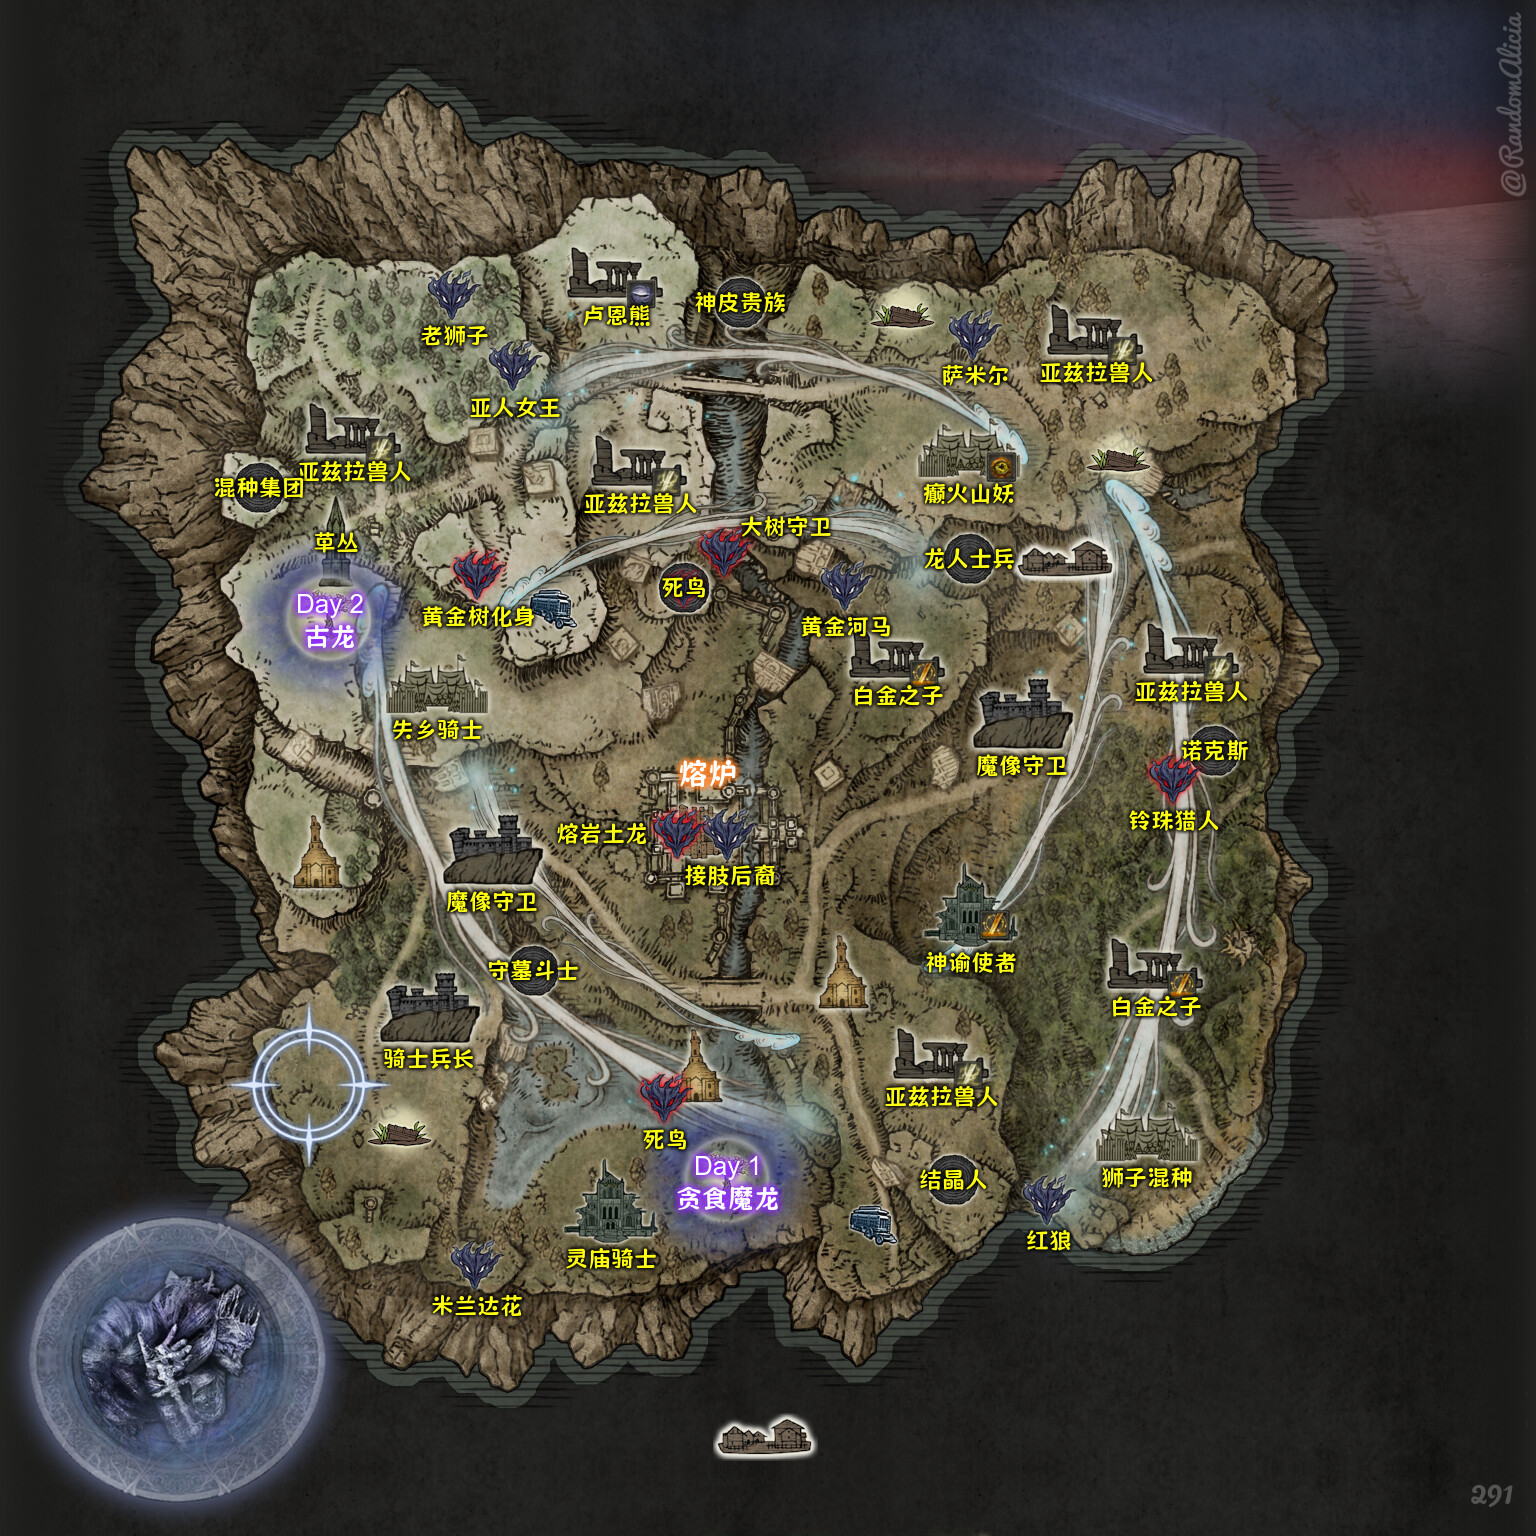 @RandomAlicia
卢恩熊
神皮贵族
老狮子
萨米尔
亚兹拉兽人
亚人女王
亚兹拉兽人
混种集团
亚兹拉兽人
癫火山妖
大树守卫
草丛
龙人士兵
死鸟
Day 2
古龙
黄金树化身
黄金河马
白金之子
亚兹拉兽人
失乡骑士
诺克斯
魔像守卫
熔炉
铃珠猎人
熔岩土龙
接肢后裔
魔像守卫
神谕使者
守墓斗士
白金之子
骑士兵长
亚兹拉兽人
死鸟
Day 1
贪食魔龙
结晶人
狮子混种
红狼
灵庙骑士
米兰达花
291